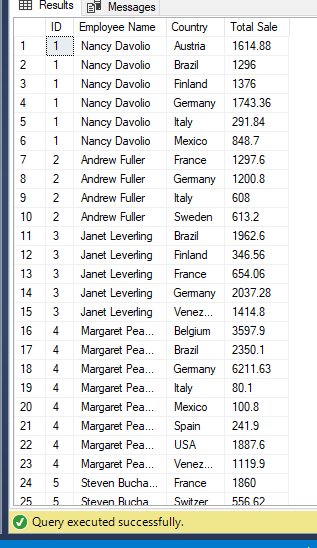 Results Messages
ID Employee Name Country Total Sale
1 1 Nancy Davolio Austria 1614.88
2 1 Nancy Davolio Brazil 1296
3 1 Nancy Davolio Finland 1376
4 1 Nancy Davolio Germany 1743.36
5 1 Nancy Davolio Italy 291.84
6 1 Nancy Davolio Mexico 848.7
7 2 Andrew Fuller France 1297.6
8 2 Andrew Fuller Germany 1200.8
9 2 Andrew Fuller Italy 608
10 2 Andrew Fuller Sweden 613.2
11 3 Janet Leverling Brazil 1962.6
12 3 Janet Leverling Finland 346.56
13 3 Janet Leverling France 654.06
14 3 Janet Leverling Germany 2037.28
15 3 Janet Leverling Venez... 1414.8
16 4 Margaret Pea... Belgium 3597.9
17 4 Margaret Pea... Brazil 2350.1
18 4 Margaret Pea... Germany 6211.63
19 4 Margaret Pea... Italy 80.1
20 4 Margaret Pea... Mexico 100.8
21 4 Margaret Pea... Spain 241.9
22 4 Margaret Pea... USA 1887.6
23 4 Margaret Pea... Venez... 1119.9
24 5 Steven Bucha... France 1860
25 5 Steven Bucha... Switzer... 556.62
Query executed successfully.